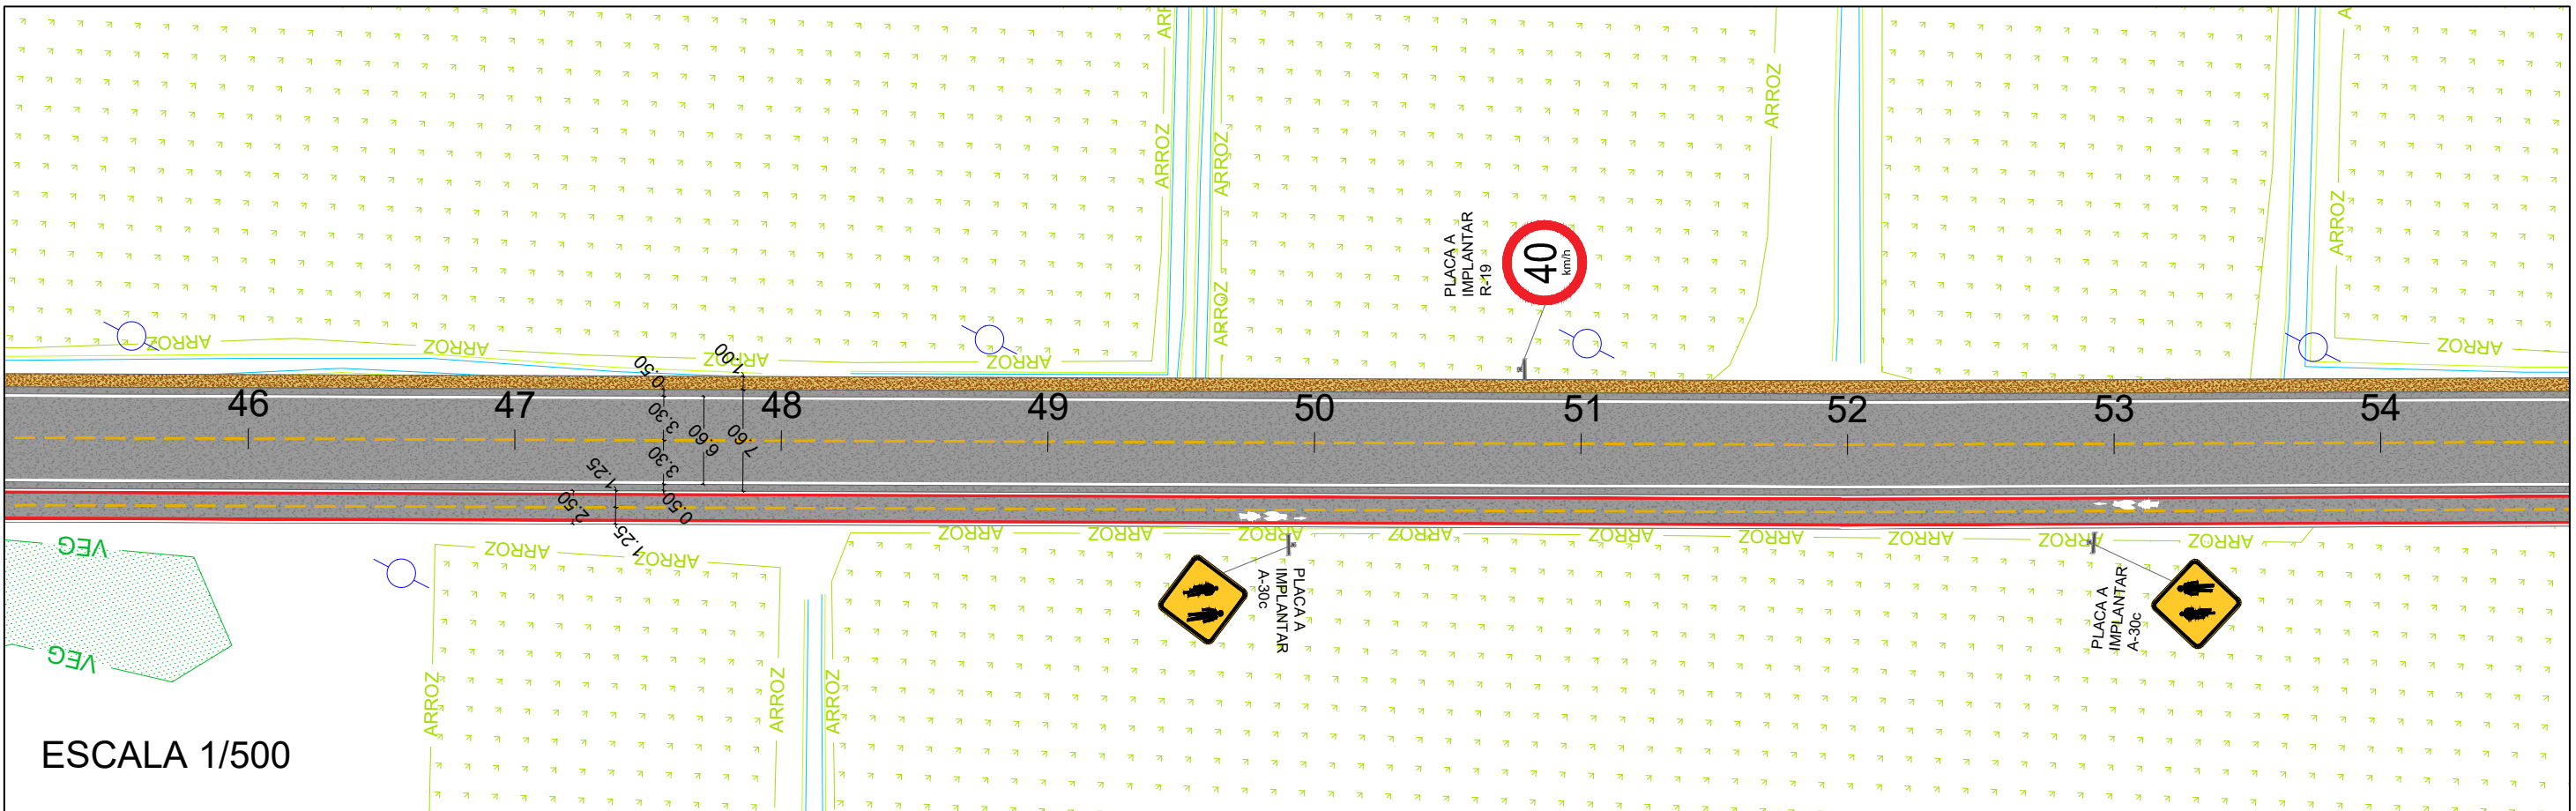 ARR
A
ARROZ
ARROZ
ARROZ
ARROZ
ARROZ
PLACA A
IMPLANTAR
R-19
40
km/h
ARROZ
ARROZ
ARROZ
ARROZ
ARROZ
ARROZ
0.50
1.00
46
47
48
49
50
51
52
53
54
3.30
6.60
7.60
3.30
1.25
2.50
0.50
1.25
VEG
VEG
ARROZ
ARROZ
ARROZ
ARROZ
ARROZ
ARROZ
ARROZ
ARROZ
ARROZ
ARROZ
ARROZ
ARROZ
ARROZ
ARROZ
PLACA A
IMPLANTAR
A-30c
PLACA A
IMPLANTAR
A-30c
ESCALA 1/500